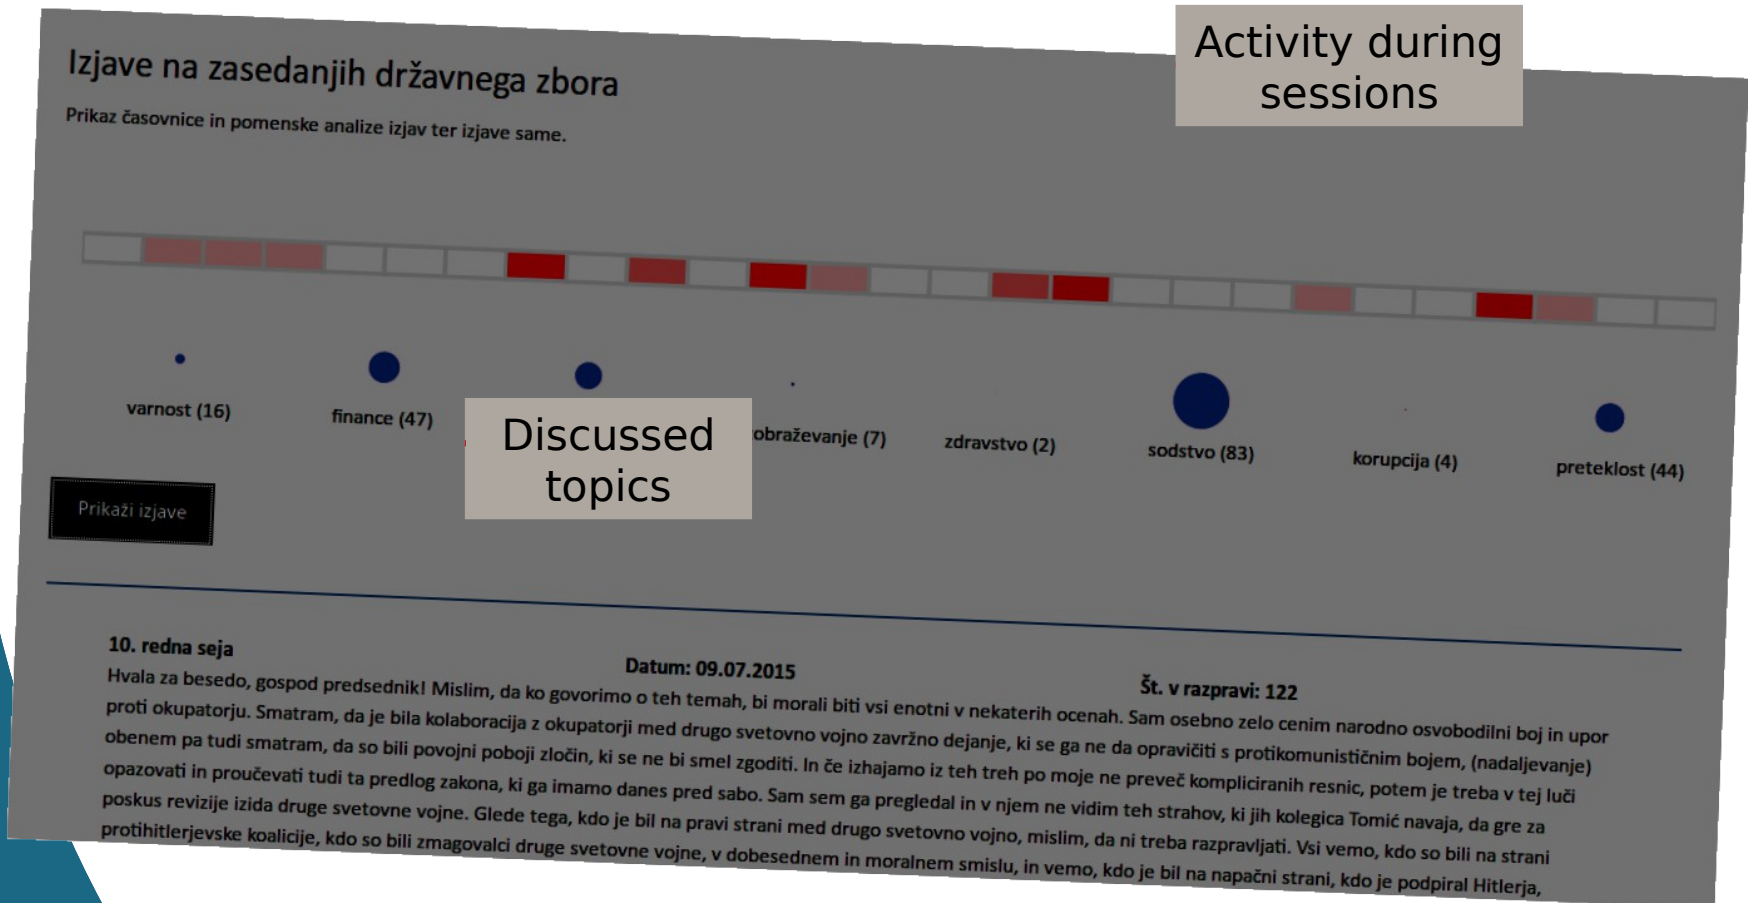 Activity during
sessions
Izjave na zasedanjih državnega zbora
Prikaz časovnice in pomenske analize izjav ter izjave same.
varnost (16)
finance (47)
Discussed
topics
obraževanje (7)
zdravstvo (2)
sodstvo (83)
korupcija (4)
preteklost (44)
Prikaži izjave
10. redna seja
Datum: 09.07.2015
Št. v razpravi: 122
Hvala za besedo, gospod predsednik! Mislim, da ko govorimo o teh temah, bi morali biti vsi enotni v nekaterih ocenah. Sam osebno zelo cenim narodno osvobodilni boj in upor
proti okupatorju. Smatram, da je bila kolaboracija z okupatorji med drugo svetovno vojno zavržno dejanje, ki se ga ne da opravičiti s protikomunističnim bojem, (nadaljevanje)
obenem pa tudi smatram, da so bili povojni poboji zločin, ki se ne bi smel zgoditi. In če izhajamo iz teh treh po moje ne preveč kompliciranih resnic, potem je treba v tej luči
opazovati in proučevati tudi ta predlog zakona, ki ga imamo danes pred sabo. Sam sem ga pregledal in v njem ne vidim teh strahov, ki jih kolegica Tomić navaja, da gre za
poskus revizije izida druge svetovne vojne. Glede tega, kdo je bil na pravi strani med drugo svetovno vojno, mislim, da ni treba razpravljati. Vsi vemo, kdo so bili na strani
protihitlerjevske koalicije, kdo so bili zmagovalci druge svetovne vojne, v dobesednem in moralnem smislu, in vemo, kdo je bil na napačni strani, kdo je podpiral Hitlerja,